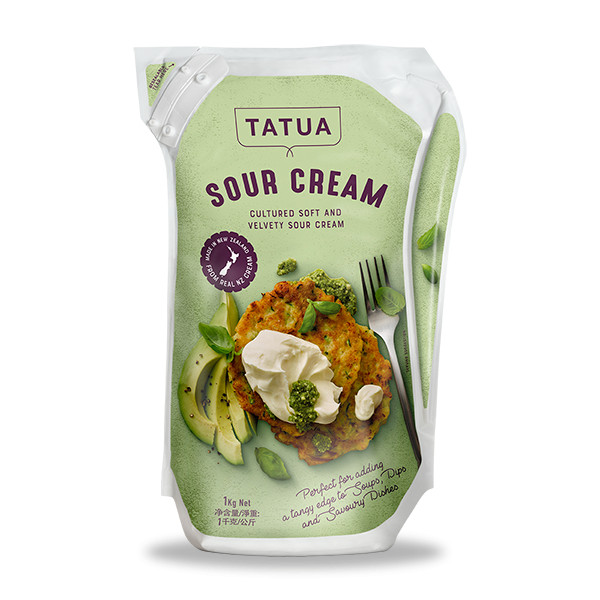 TATUA
SOUR CREAM
CULTURED SOFT AND
VELVETY SOUR CREAM
MADE IN NEW ZEALAND
FROM REAL NZ CREAM
Perfect for adding
a tangy edge to Soups, Dips
and Savoury Dishes
1Kg Net
净含量/淨重:
1千克/公斤